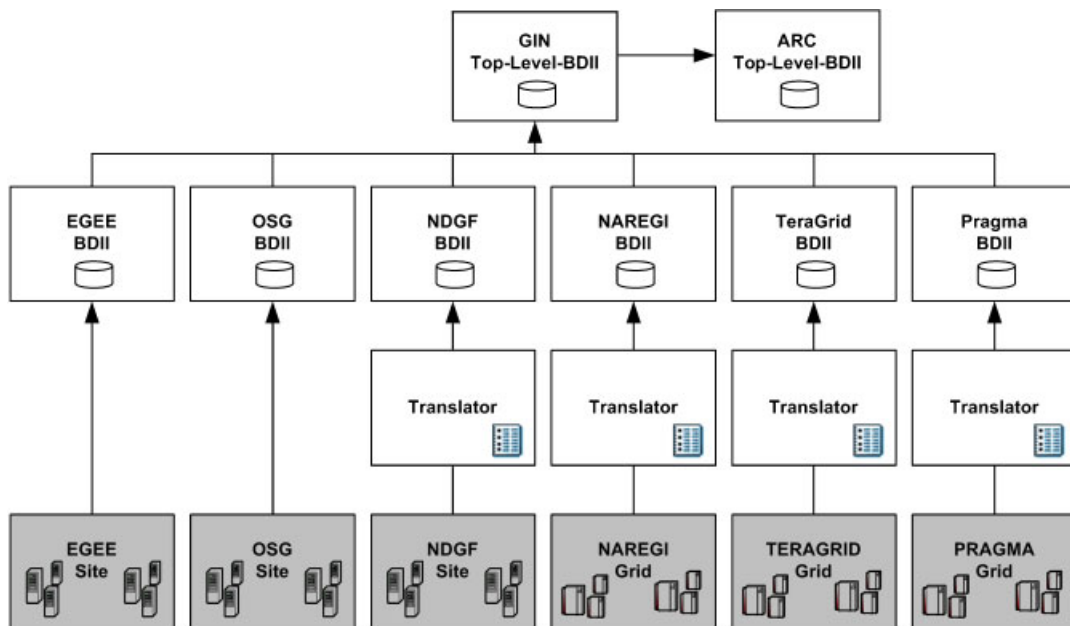 GIN
Top-Level-BDII
ARC
Top-Level-BDII
EGEE
BDII
OSG
BDII
NDGF
BDII
NAREGI
BDII
TeraGrid
BDII
Pragma
BDII
Translator
Translator
Translator
Translator
EGEE
Site
OSG
Site
NDGF
Site
NAREGI
Grid
TERAGRID
Grid
PRAGMA
Grid